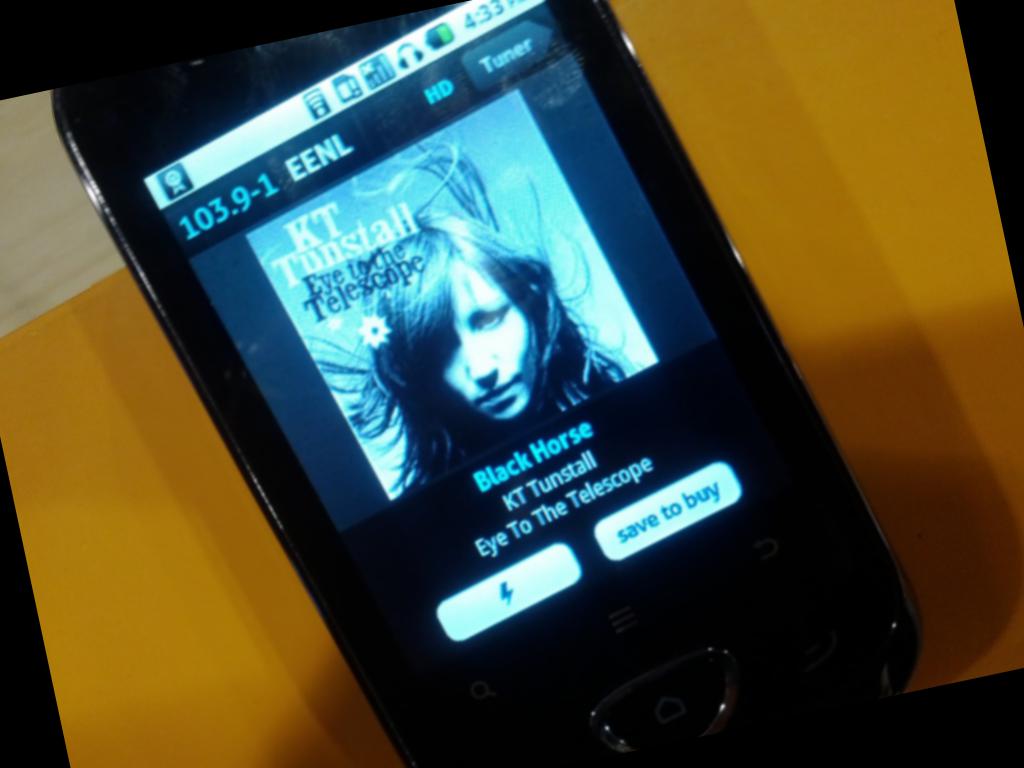 4:33
103.9-1 EENL HD Tuner
KT
Tunstall
Eye to the
Telescope
Black Horse
KT Tunstall
Eye To The Telescope
save to buy